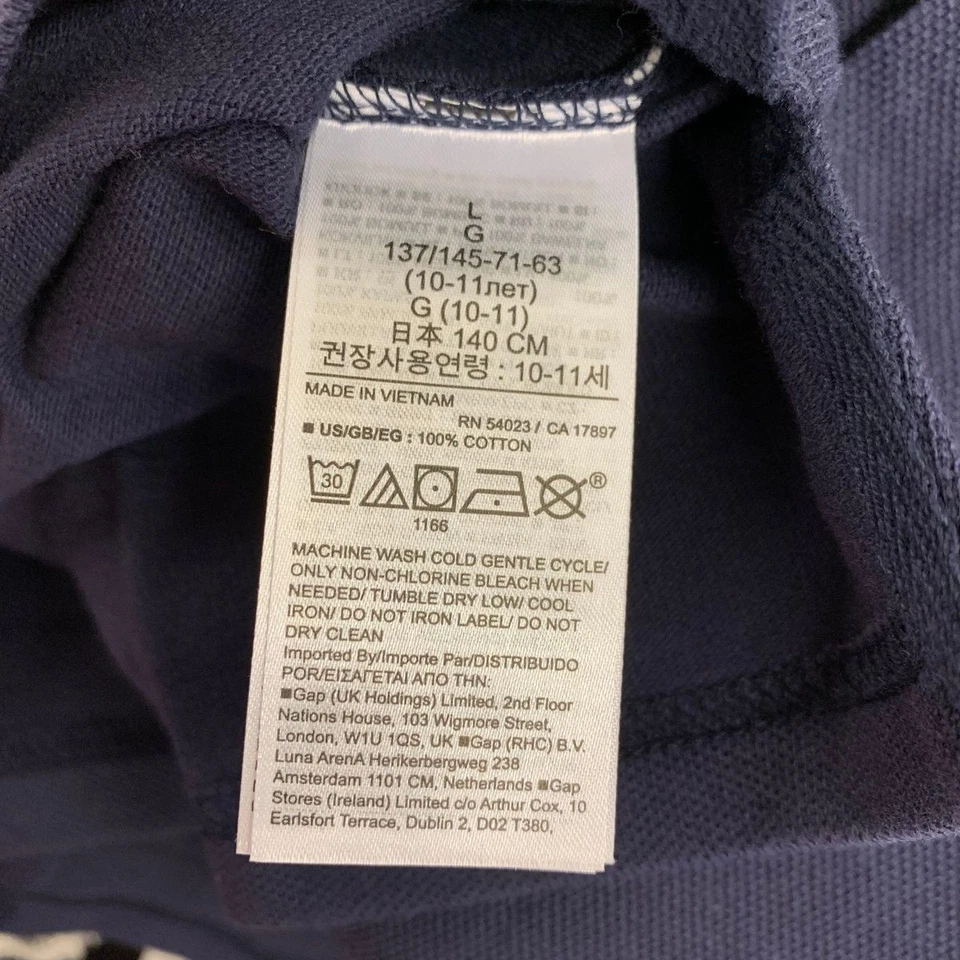 L
G
137/145-71-63
(10-11лет)
G (10-11)
日本 140 CM
권장사용연령 : 10-11세
MADE IN VIETNAM
RN 54023 / CA 17897
■ US/GB/EG : 100% COTTON
30
®
1166
MACHINE WASH COLD GENTLE CYCLE/
ONLY NON-CHLORINE BLEACH WHEN
NEEDED/ TUMBLE DRY LOW/ COOL
IRON/ DO NOT IRON LABEL/ DO NOT
DRY CLEAN
Imported By/Importe Par/DISTRIBUIDO
POR/ΕΙΣΑΓΕΤΑΙ ΑΠΟ ΤΗΝ:
■Gap (UK Holdings) Limited, 2nd Floor
Nations House, 103 Wigmore Street,
London, W1U 1QS, UK ■Gap (RHC) B.V.
Luna ArenA Herikerbergweg 238
Amsterdam 1101 CM, Netherlands ■Gap
Stores (Ireland) Limited c/o Arthur Cox, 10
Earlsfort Terrace, Dublin 2, D02 T380,